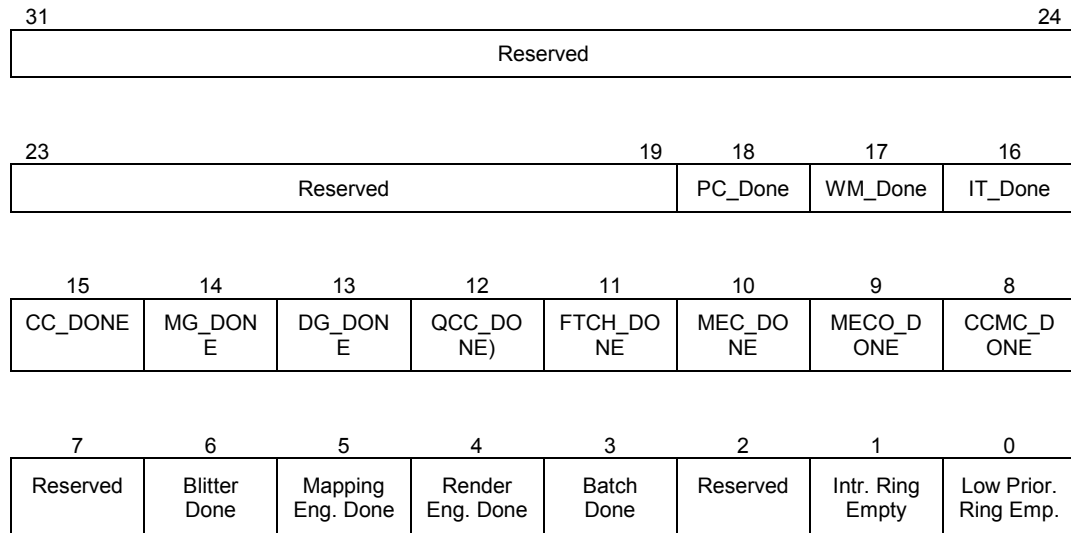 31 24
Reserved
23 19 18 17 16
Reserved PC_Done WM_Done IT_Done
15 14 13 12 11 10 9 8
CC_DONE MG_DON DG_DON QCC_DO FTCH_DO MEC_DO MECO_D CCMC_D
E E NE) NE NE ONE ONE
7 6 5 4 3 2 1 0
Reserved Blitter Mapping Render Batch Reserved Intr. Ring Low Prior.
Done Eng. Done Eng. Done Done Empty Ring Emp.